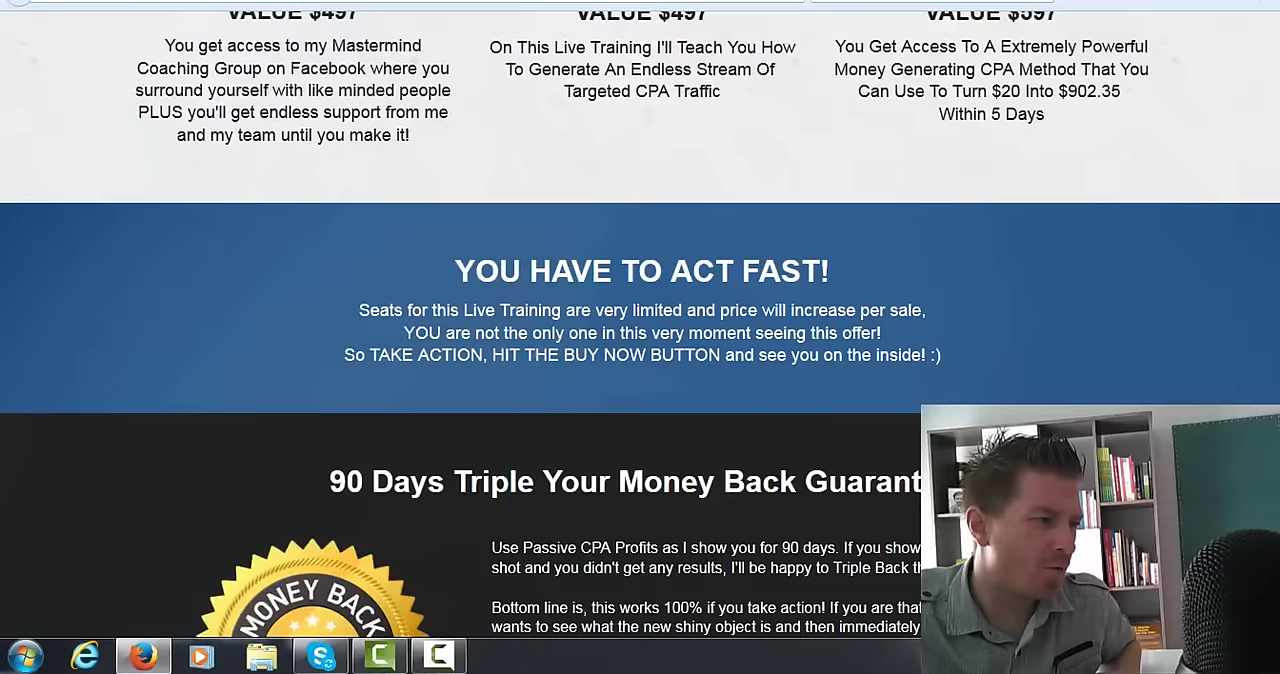 VALUE $497
VALUE $497
VALUE $597
You get access to my Mastermind
Coaching Group on Facebook where you
surround yourself with like minded people
PLUS you'll get endless support from me
and my team until you make it!
On This Live Training I'll Teach You How
To Generate An Endless Stream Of
Targeted CPA Traffic
You Get Access To A Extremely Powerful
Money Generating CPA Method That You
Can Use To Turn $20 Into $902.35
Within 5 Days
YOU HAVE TO ACT FAST!
Seats for this Live Training are very limited and price will increase per sale,
YOU are not the only one in this very moment seeing this offer!
So TAKE ACTION, HIT THE BUY NOW BUTTON and see you on the inside! :)
90 Days Triple Your Money Back Guarant
Use Passive CPA Profits as I show you for 90 days. If you show
shot and you didn't get any results, I'll be happy to Triple Back th
Bottom line is, this works 100% if you take action! If you are that
wants to see what the new shiny object is and then immediately
MONEY BACK